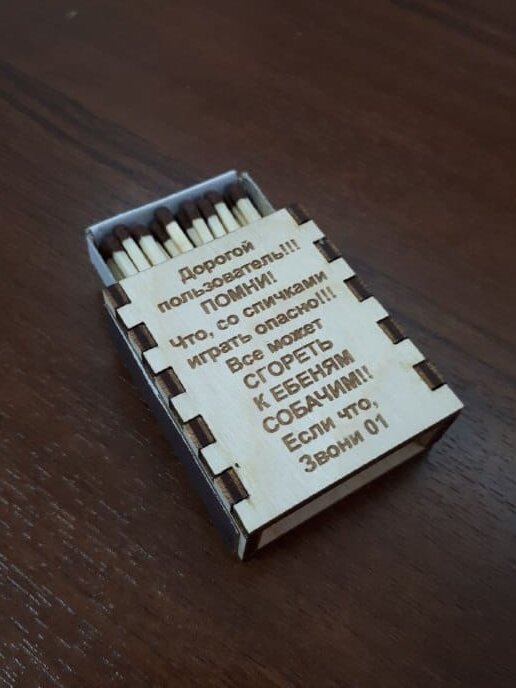 Дорогой
пользователь!!!
ПОМНИ!
Что, со спичками
играть опасно!!!
Все может
СГОРЕТЬ
К ЕБЕНЯМ
СОБАЧИМ!!
Если что,
Звони 01